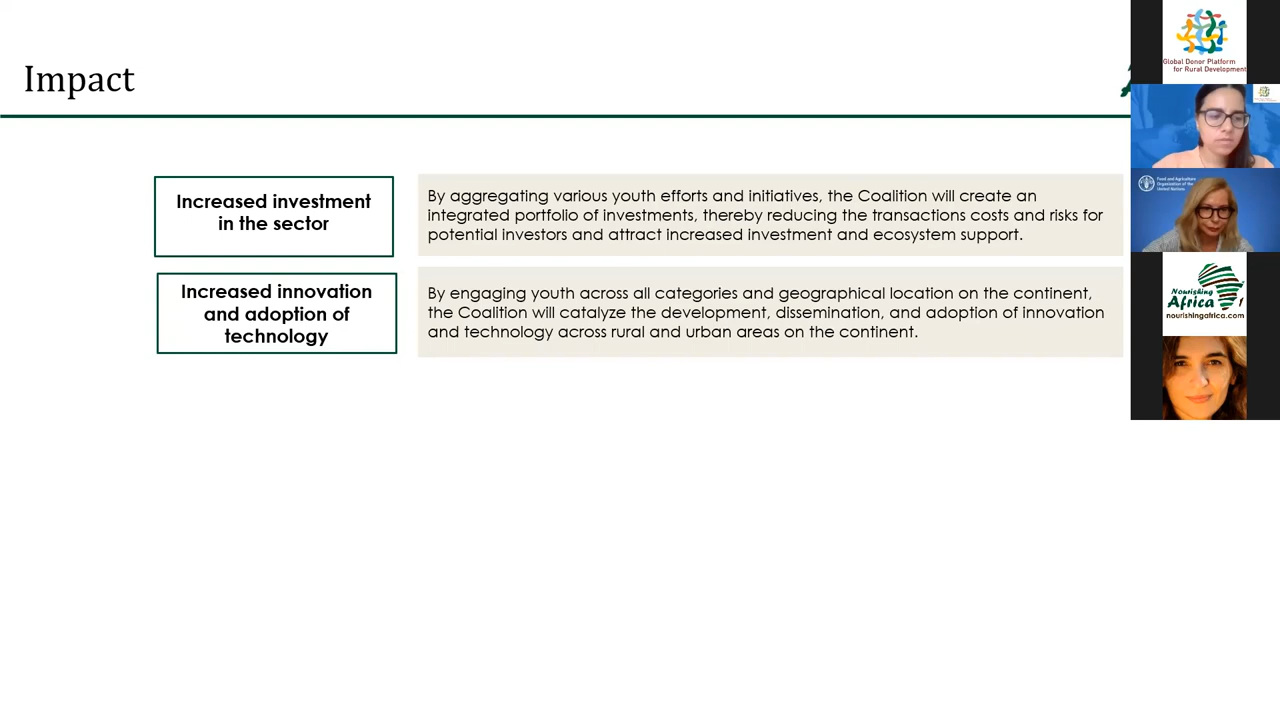 Impact
Increased investment
in the sector
By aggregating various youth efforts and initiatives, the Coalition will create an
integrated portfolio of investments, thereby reducing the transactions costs and risks for
potential investors and attract increased investment and ecosystem support.
Increased innovation
and adoption of
technology
By engaging youth across all categories and geographical location on the continent,
the Coalition will catalyze the development, dissemination, and adoption of innovation
and technology across rural and urban areas on the continent.
Global Donor Platform
for Rural Development
Food and Agriculture
Organization of the
United Nations
Nourishing
Africa
nourishingafrica.com